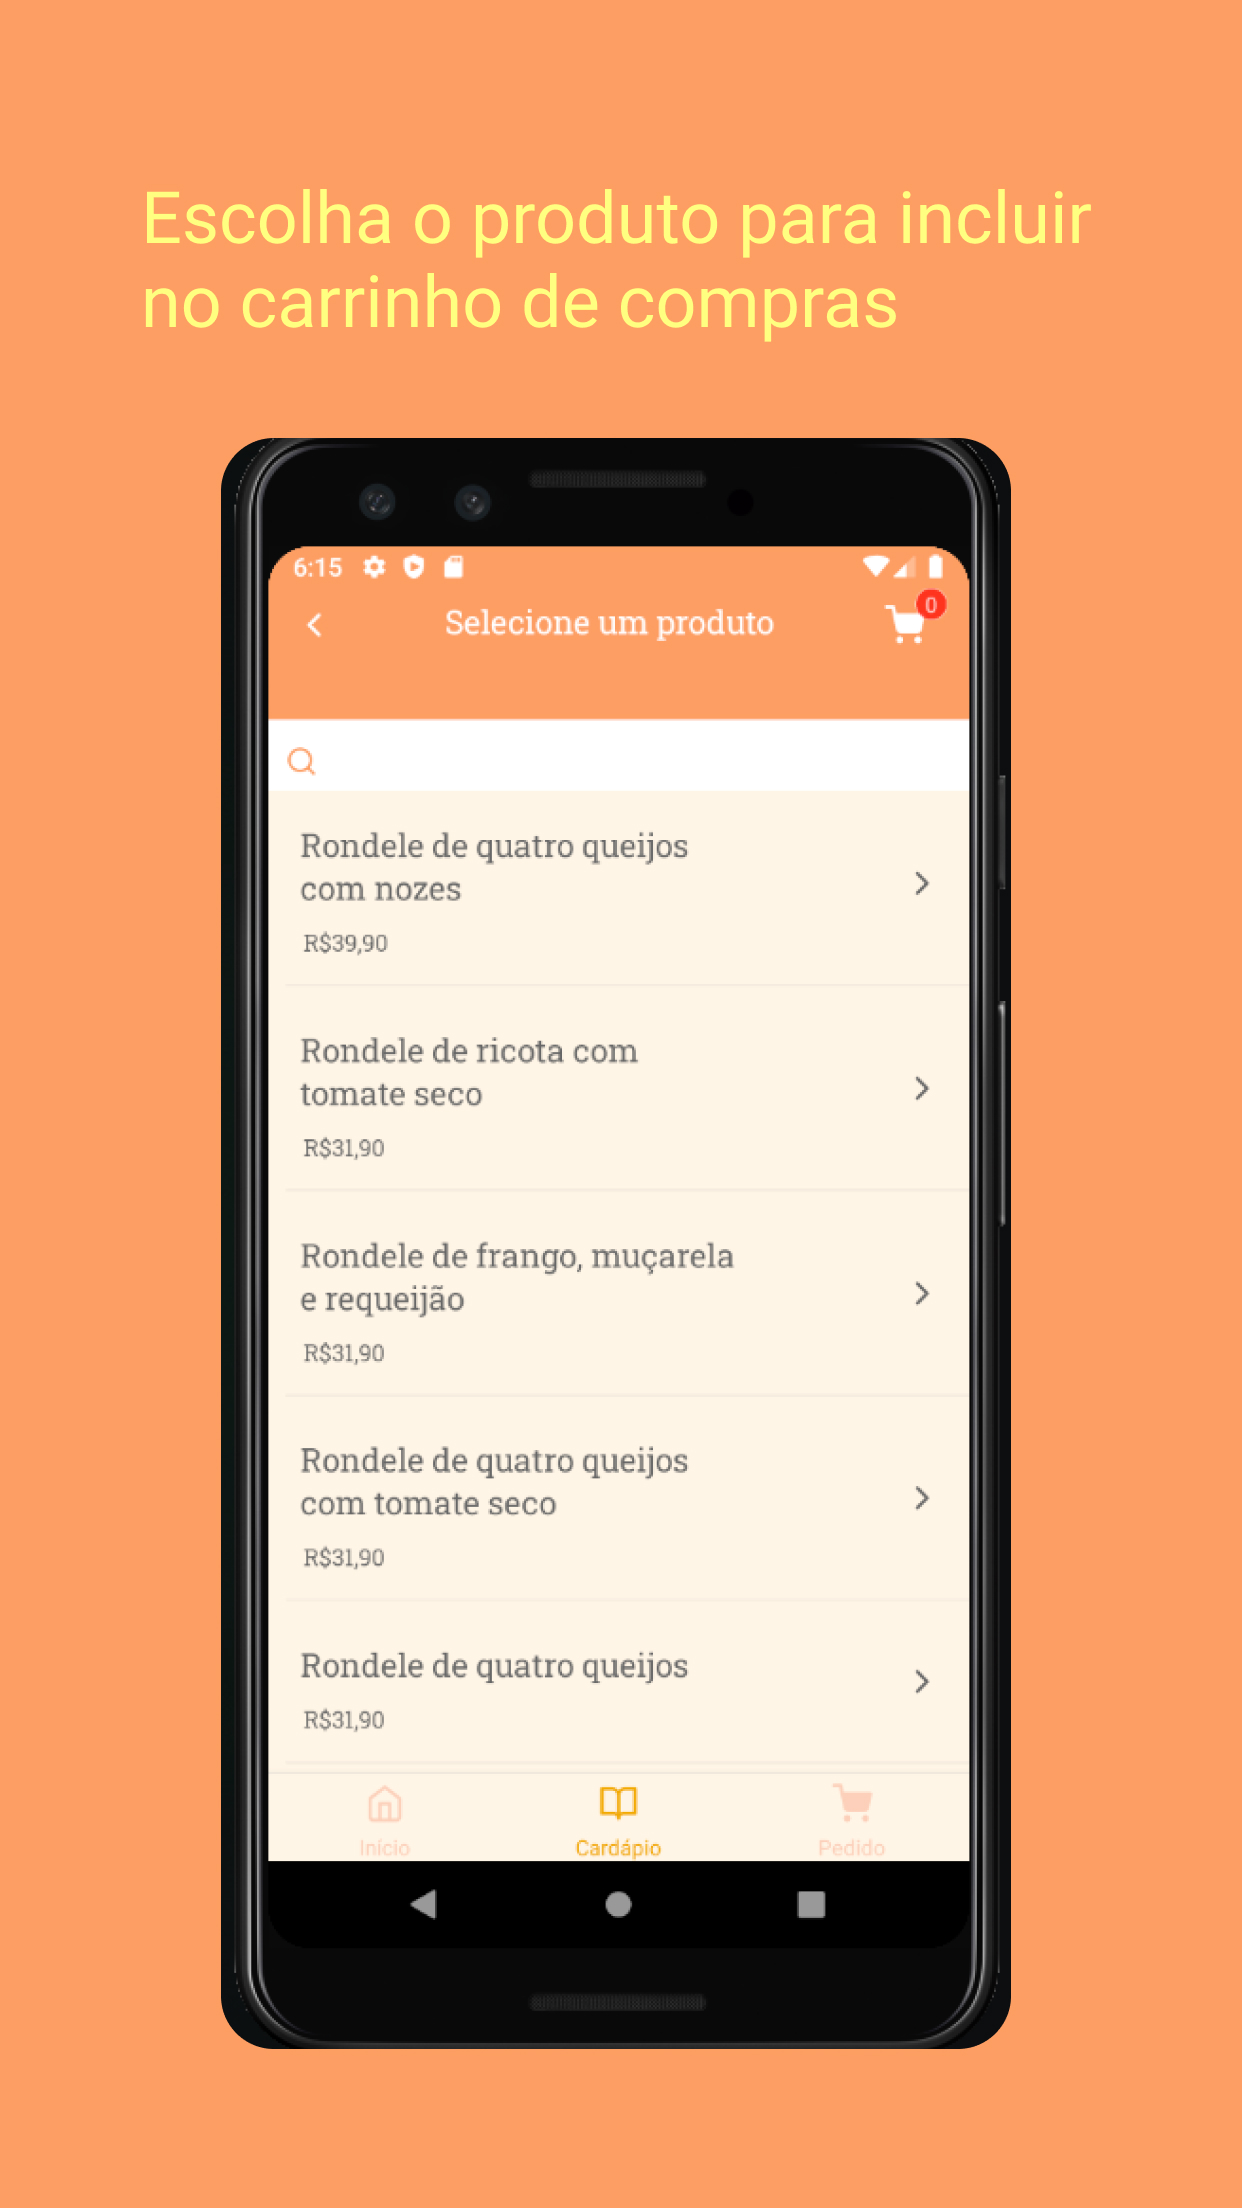 Escolha o produto para incluir
no carrinho de compras
6:15
0
Selecione um produto
Rondele de quatro queijos
com nozes
R$39,90
Rondele de ricota com
tomate seco
R$31,90
Rondele de frango, muçarela
e requeijão
R$31,90
Rondele de quatro queijos
com tomate seco
R$31,90
Rondele de quatro queijos
R$31,90
Início
Cardápio
Pedido